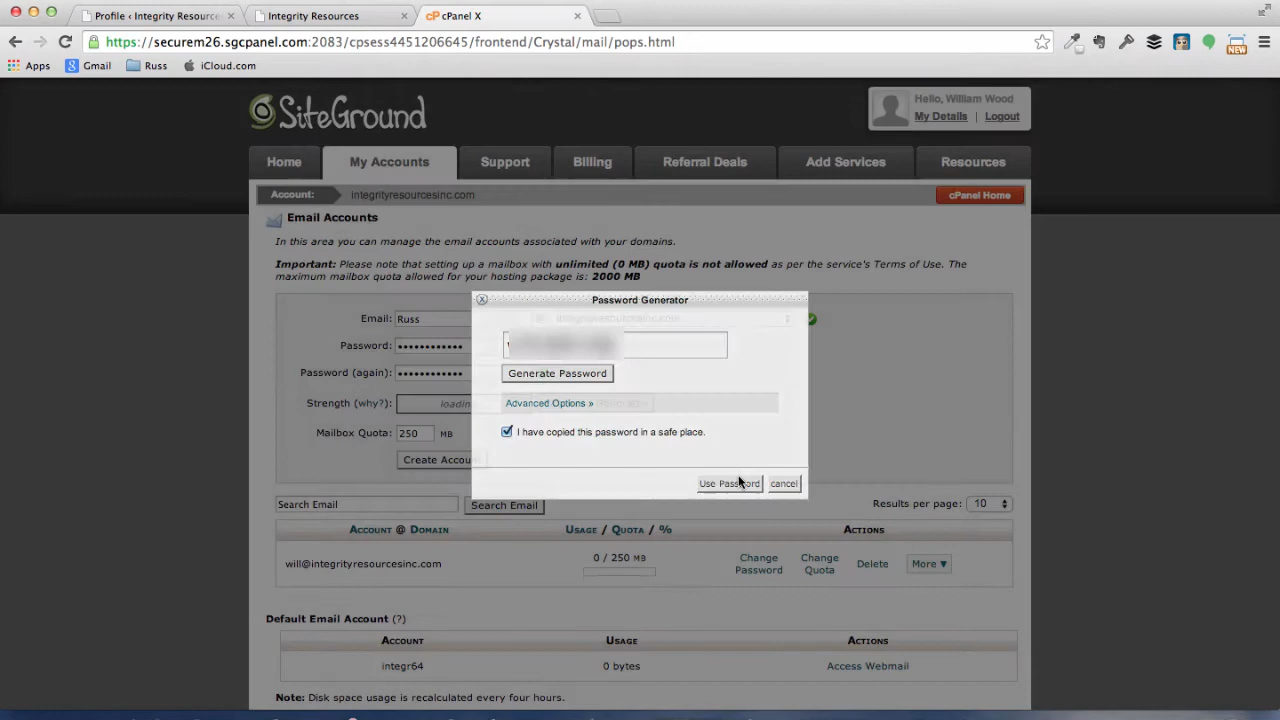 Profile ‹ Integrity Resource
Integrity Resources
cP cPanel X
https://securem26.sgcpanel.com:2083/cpsess4451206645/frontend/Crystal/mail/pops.html
NEW
Apps
Gmail
Russ
iCloud.com
SiteGround
Hello, William Wood
My Details | Logout
Home
My Accounts
Support
Billing
Referral Deals
Add Services
Resources
Account:
integrityresourcesinc.com
cPanel Home
Email Accounts
In this area you can manage the email accounts associated with your domains.
Important: Please note that setting up a mailbox with unlimited (0 MB) quota is not allowed as per the service's Terms of Use. The
maximum mailbox quota allowed for your hosting package is: 2000 MB
Password Generator
Email: Russ
integrityresourcesinc.com
Password: ••••••••••••
Password (again): ••••••••••••
Generate Password
Strength (why?): loading
Advanced Options »
Mailbox Quota: 250 MB
I have copied this password in a safe place.
Create Accou
Use Password
cancel
Search Email
Search Email
Results per page: 10
Account @ Domain
Usage / Quota / %
Actions
will@integrityresourcesinc.com
0 / 250 MB
Change
Password
Change
Quota
Delete
More ▼
Default Email Account (?)
Account
Usage
Actions
integr64
0 bytes
Access Webmail
Note: Disk space usage is recalculated every four hours.